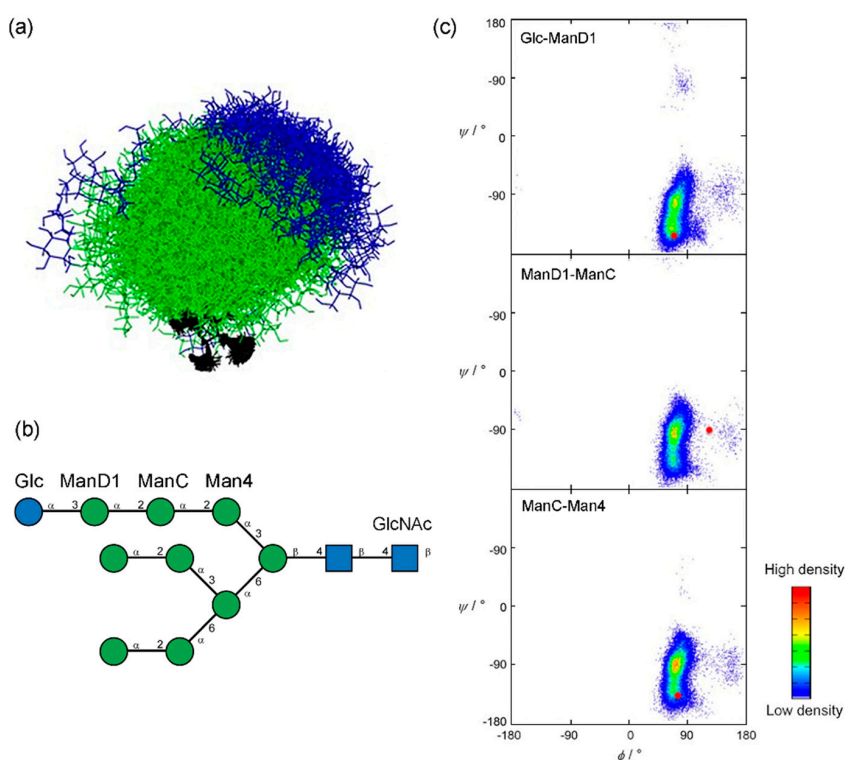 (a)
(b)
Glc ManD1 ManC Man4
α 3 α 2 α 2
α
3
GlcNAc
α 2
β 4 β 4 β
α
3
6
α
6
α 2
α
(c)
180
Glc-ManD1
-90
ψ / °
0
-90
ManD1-ManC
-90
ψ / °
0
-90
ManC-Man4
-90
ψ / °
0
-90
-180
-180 -90 0 90 180
ϕ / °
High density
Low density